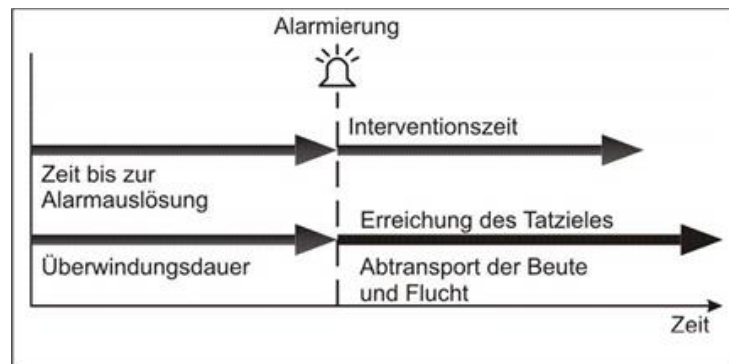 Alarmierung
Interventionszeit
Zeit bis zur
Alarmauslösung
Erreichung des Tatzieles
Überwindungsdauer
Abtransport der Beute
und Flucht
Zeit